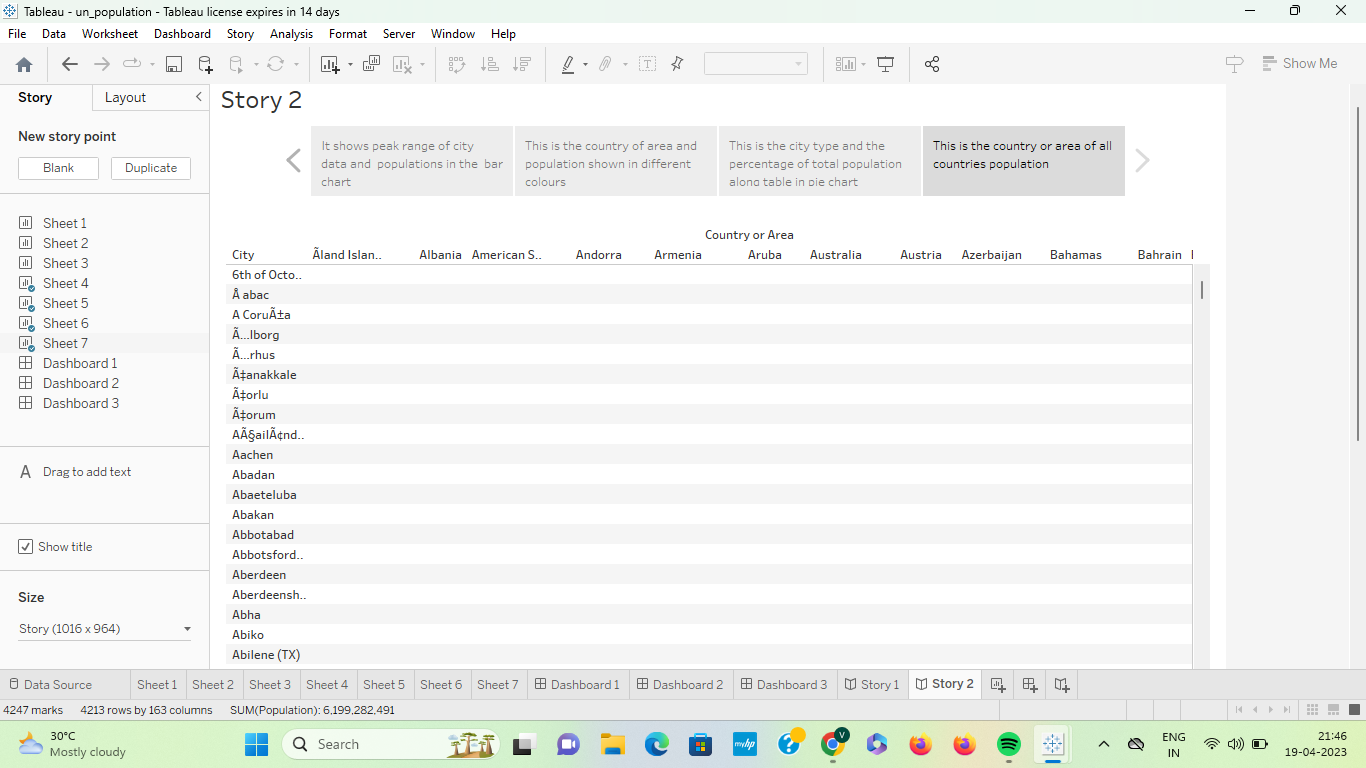 Tableau - un_population - Tableau license expires in 14 days
File Data Worksheet Dashboard Story Analysis Format Server Window Help
Show Me
Story Layout
Story 2
New story point
Blank Duplicate
It shows peak range of city
data and populations in the bar
chart
This is the country of area and
population shown in different
colours
This is the city type and the
percentage of total population
along table in pie chart
This is the country or area of all
countries population
Sheet 1
Sheet 2
Sheet 3
Sheet 4
Sheet 5
Sheet 6
Sheet 7
Dashboard 1
Dashboard 2
Dashboard 3
A Drag to add text
Show title
Size
Story (1016 x 964)
Country or Area
City Ãland Islan.. Albania American S.. Andorra Armenia Aruba Australia Austria Azerbaijan Bahamas Bahrain
6th of Octo..
Å abac
A CoruÃ±a
Ã…lborg
Ã…rhus
Ã‡anakkale
Ã‡orlu
Ã‡orum
AÃ§ailÃ¢nd..
Aachen
Abadan
Abaeteluba
Abakan
Abbotabad
Abbotsford..
Aberdeen
Aberdeensh..
Abha
Abiko
Abilene (TX)
Data Source Sheet 1 Sheet 2 Sheet 3 Sheet 4 Sheet 5 Sheet 6 Sheet 7 Dashboard 1 Dashboard 2 Dashboard 3 Story 1 Story 2
4247 marks 4213 rows by 163 columns SUM(Population): 6,199,282,491
30°C
Mostly cloudy
Search
myhp
V
ENG
IN
21:46
19-04-2023